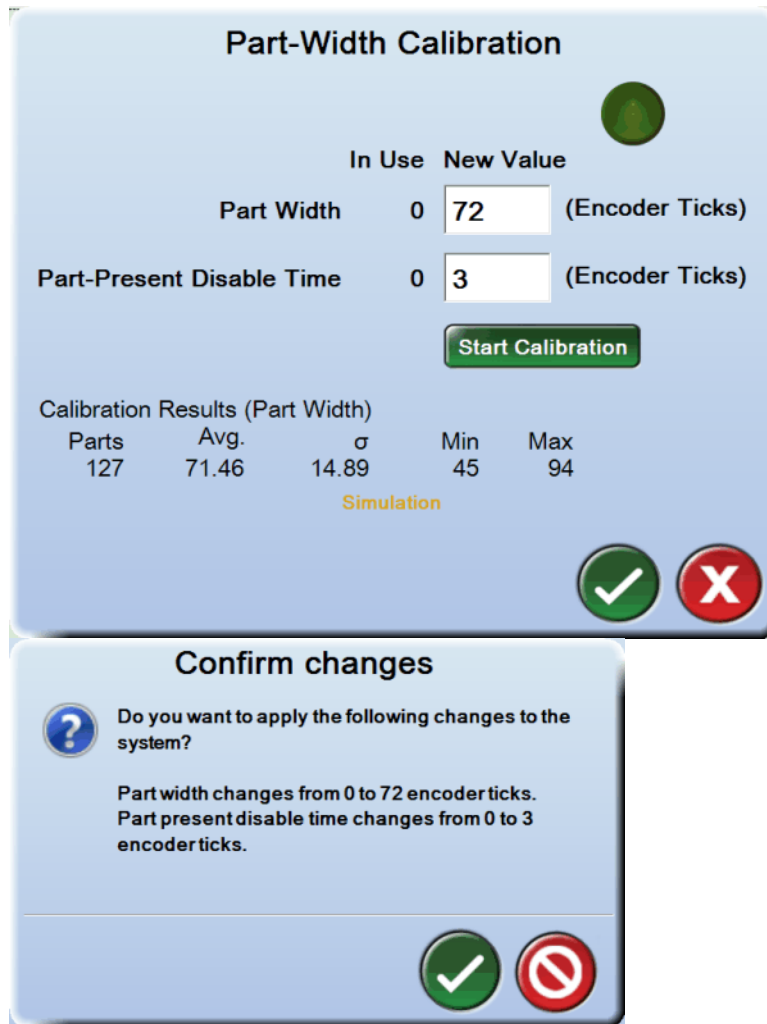 Part-Width Calibration
In Use New Value
Part Width 0 72 (Encoder Ticks)
Part-Present Disable Time 0 3 (Encoder Ticks)
Start Calibration
Calibration Results (Part Width)
Parts Avg. σ Min Max
127 71.46 14.89 45 94
Simulation
Confirm changes
Do you want to apply the following changes to the
system?
Part width changes from 0 to 72 encoder ticks.
Part present disable time changes from 0 to 3
encoder ticks.